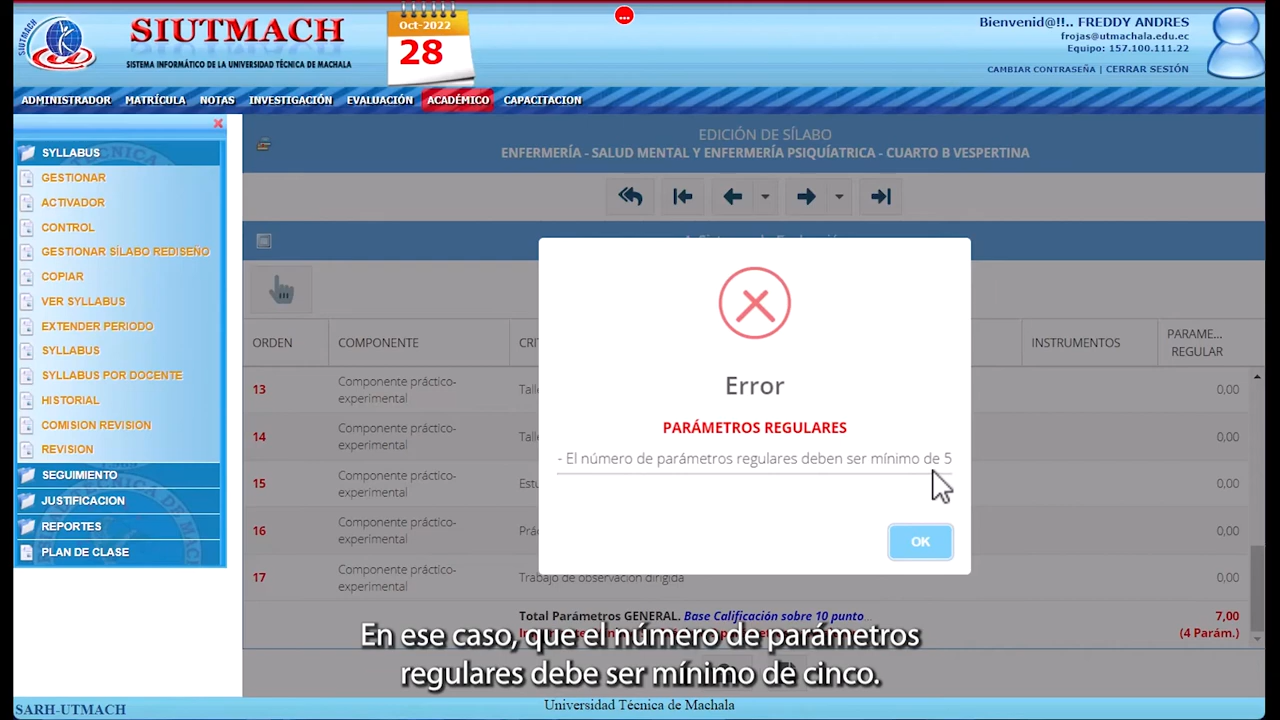 SIUTMACH
SIUTMACH
SISTEMA INFORMÁTICO DE LA UNIVERSIDAD TÉCNICA DE MACHALA
Oct-2022
28
Bienvenid@!!.. FREDDY ANDRES
frojas@utmachala.edu.ec
Equipo: 157.100.111.22
CAMBIAR CONTRASEÑA | CERRAR SESIÓN
ADMINISTRADOR MATRÍCULA NOTAS INVESTIGACIÓN EVALUACIÓN ACADÉMICO CAPACITACION
SYLLABUS
GESTIONAR
ACTIVADOR
CONTROL
GESTIONAR SÍLABO REDISEÑO
COPIAR
VER SYLLABUS
EXTENDER PERIODO
SYLLABUS
SYLLABUS POR DOCENTE
HISTORIAL
COMISION REVISION
REVISION
SEGUIMIENTO
JUSTIFICACION
REPORTES
PLAN DE CLASE
EDICIÓN DE SÍLABO
ENFERMERÍA - SALUD MENTAL Y ENFERMERÍA PSIQUÍATRICA - CUARTO B VESPERTINA
ORDEN COMPONENTE INSTRUMENTOS PARAME... REGULAR
13 Componente práctico-experimental 0,00
14 Componente práctico-experimental 0,00
15 Componente práctico-experimental 0,00
16 Componente práctico-experimental 0,00
17 Componente práctico-experimental Trabajo de observación dirigida 0,00
Total Parámetros GENERAL. Base Calificación sobre 10 punto... 7,00
(4 Parám.)
Error
PARÁMETROS REGULARES
- El número de parámetros regulares deben ser mínimo de 5
OK
En ese caso, que el número de parámetros
regulares debe ser mínimo de cinco.
SARH-UTMACH
Universidad Técnica de Machala